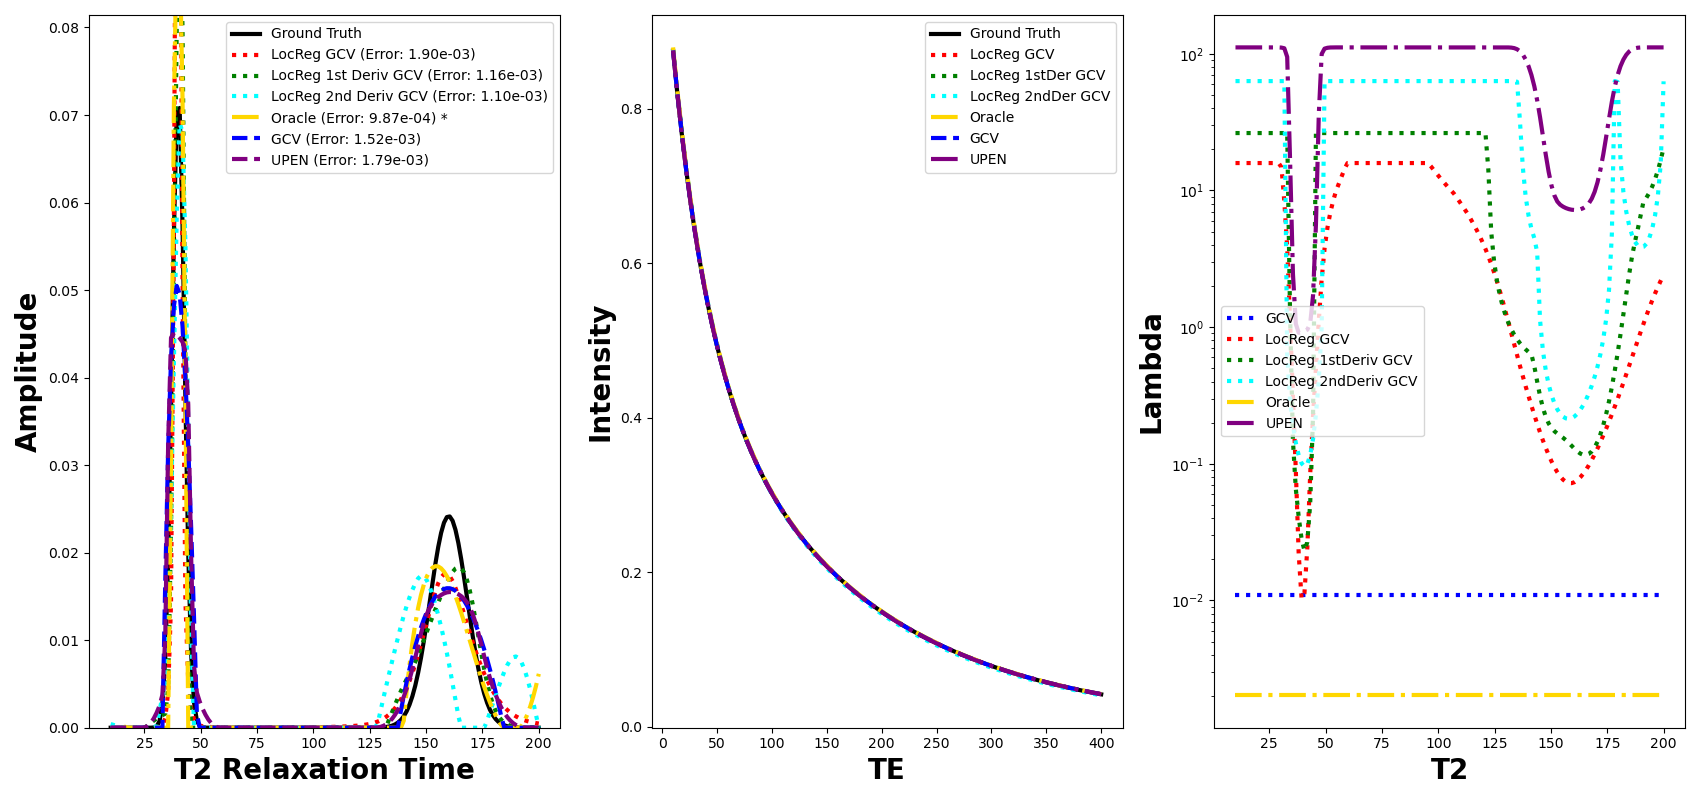 0.08
0.07
0.06
0.05
0.04
0.03
0.02
0.01
0.00
Amplitude
25 50 75 100 125 150 175 200
T2 Relaxation Time
Ground Truth
LocReg GCV (Error: 1.90e-03)
LocReg 1st Deriv GCV (Error: 1.16e-03)
LocReg 2nd Deriv GCV (Error: 1.10e-03)
Oracle (Error: 9.87e-04) *
GCV (Error: 1.52e-03)
UPEN (Error: 1.79e-03)
0.8
0.6
0.4
0.2
0.0
Intensity
0 50 100 150 200 250 300 350 400
TE
Ground Truth
LocReg GCV
LocReg 1stDer GCV
LocReg 2ndDer GCV
Oracle
GCV
UPEN
10²
10¹
10⁰
10⁻¹
10⁻²
Lambda
25 50 75 100 125 150 175 200
T2
GCV
LocReg GCV
LocReg 1stDeriv GCV
LocReg 2ndDeriv GCV
Oracle
UPEN